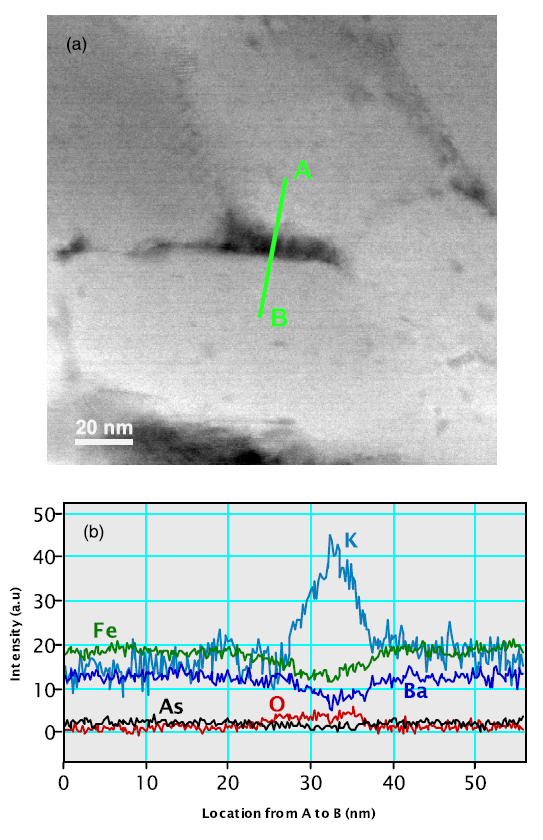 (a)
A
B
20 nm
(b)
50
40
30
20
10
0
Intensity (a.u)
K
Fe
Ba
As
O
0 10 20 30 40 50
Location from A to B (nm)